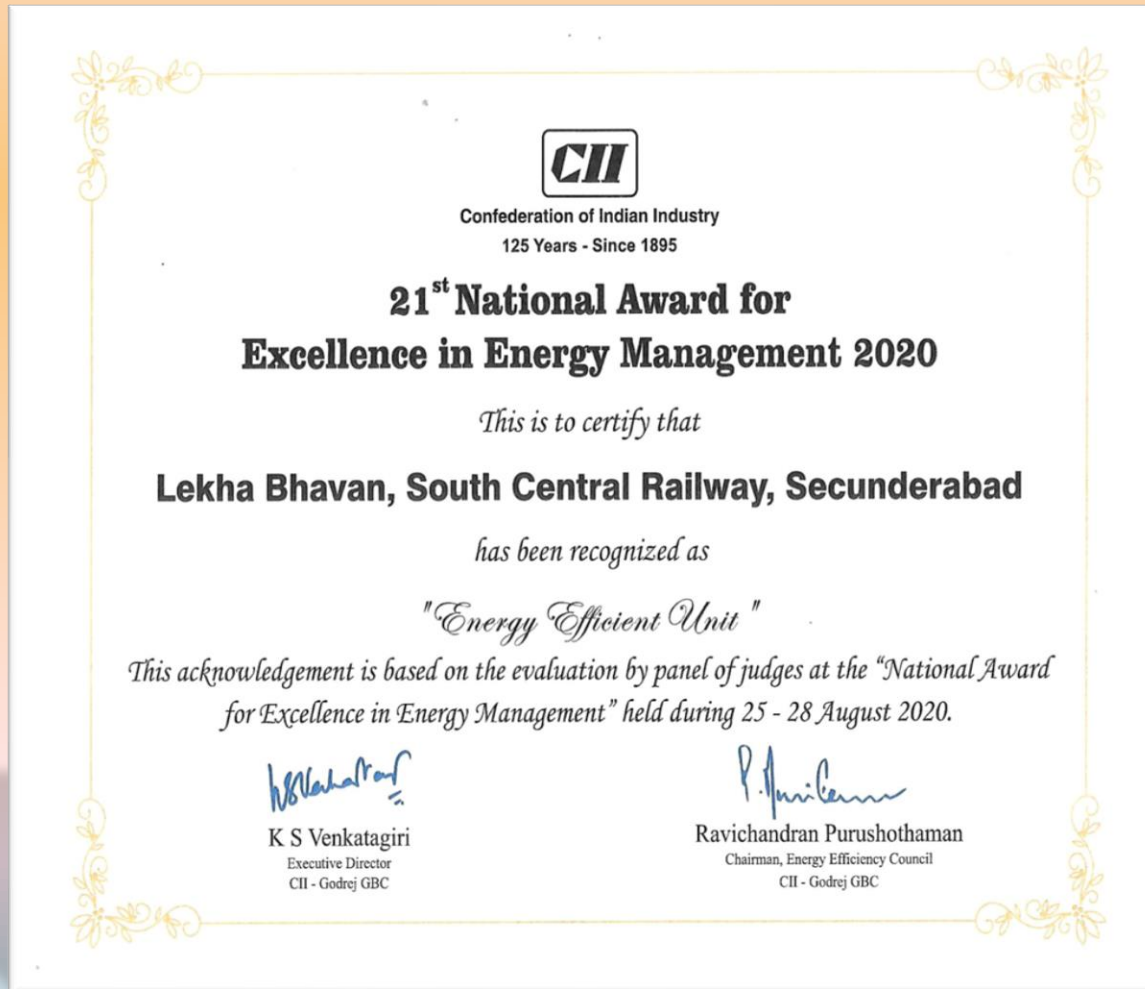 CII
Confederation of Indian Industry
125 Years - Since 1895
21st National Award for
Excellence in Energy Management 2020
This is to certify that
Lekha Bhavan, South Central Railway, Secunderabad
has been recognized as
"Energy Efficient Unit"
This acknowledgement is based on the evaluation by panel of judges at the “National Award
for Excellence in Energy Management” held during 25 - 28 August 2020.
K S Venkatagiri
Executive Director
CII - Godrej GBC
Ravichandran Purushothaman
Chairman, Energy Efficiency Council
CII - Godrej GBC